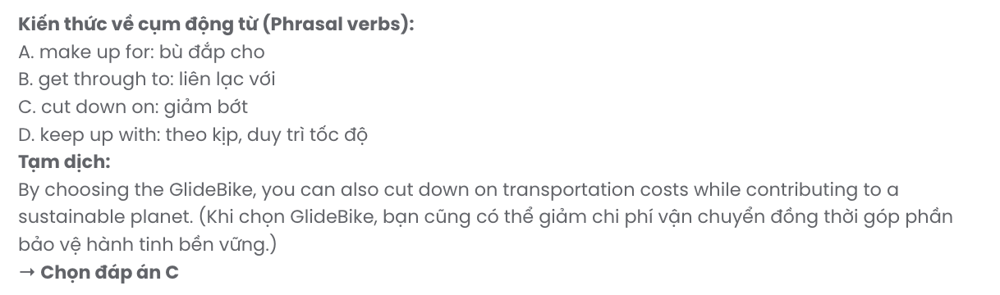 Kiến thức về cụm động từ (Phrasal verbs):
A. make up for: bù đắp cho
B. get through to: liên lạc với
C. cut down on: giảm bớt
D. keep up with: theo kịp, duy trì tốc độ
Tạm dịch:
By choosing the GlideBike, you can also cut down on transportation costs while contributing to a
sustainable planet. (Khi chọn GlideBike, bạn cũng có thể giảm chi phí vận chuyển đồng thời góp phần
bảo vệ hành tinh bền vững.)
→ Chọn đáp án C